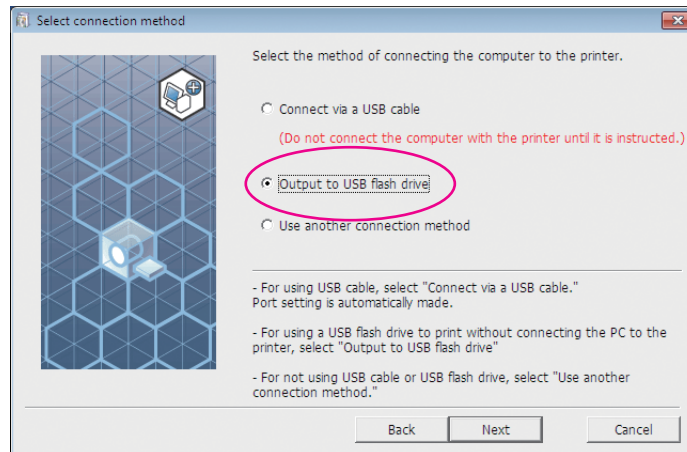 Select connection method
Select the method of connecting the computer to the printer.
Connect via a USB cable
(Do not connect the computer with the printer until it is instructed.)
Output to USB flash drive
Use another connection method
- For using USB cable, select "Connect via a USB cable."
Port setting is automatically made.
- For using a USB flash drive to print without connecting the PC to the
printer, select "Output to USB flash drive"
- For not using USB cable or USB flash drive, select "Use another
connection method."
Back
Next
Cancel